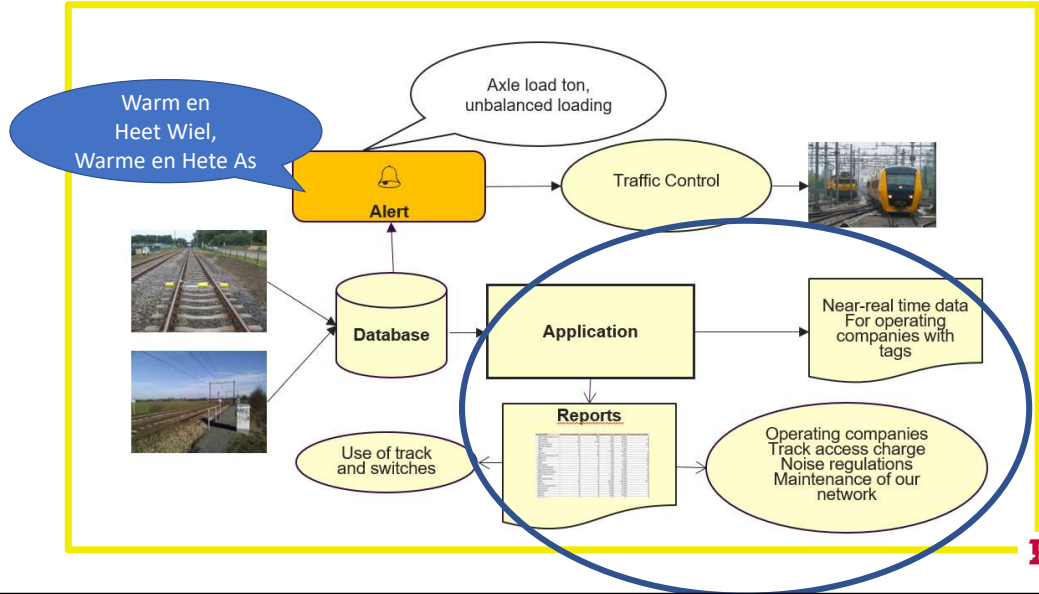 Axle load ton,
unbalanced loading
Warm en
Heet Wiel,
Warme en Hete As
Alert
Traffic Control
Database
Application
Near-real time data
For operating
companies with
tags
Reports
Use of track
and switches
Operating companies
Track access charge
Noise regulations
Maintenance of our
network